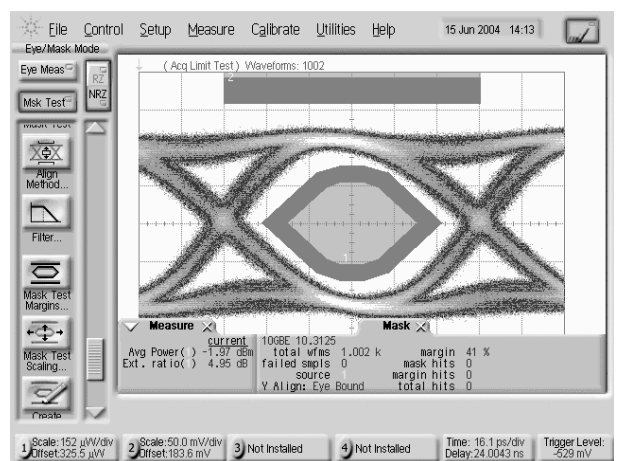 File Control Setup Measure Calibrate Utilities Help 15 Jun 2004 14:13
Eye/Mask Mode
Eye Meas
RZ
NRZ
Msk Test
(Acq Limit Test) Waveforms: 1002
2
Mask Test
Align
Method...
Filter...
Mask Test
Margins...
Mask Test
Scaling...
Create
1
Measure
current
Avg Power( ) -1.97 dBm
Ext. ratio( ) 4.95 dB
Mask
10GBE 10.3125
total wfms 1.002 k margin 41 %
failed smpls 0 mask hits 0
source 1 margin hits 0
Y Align: Eye Bound total hits 0
1 Scale: 152 µW/div
Offset:325.5 µW
2 Scale:50.0 mV/div
Offset:183.6 mV
3 Not Installed
4 Not Installed
Time: 16.1 ps/div
Delay:24.0043 ns
Trigger Level:
-529 mV